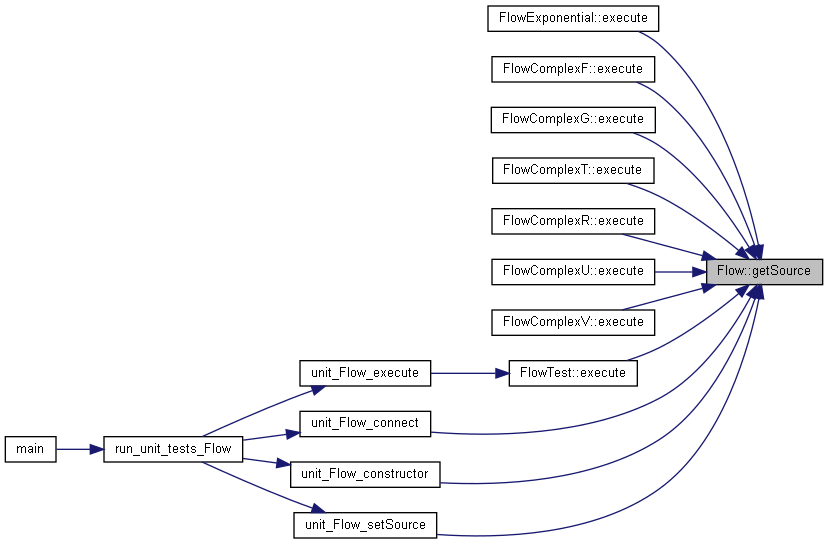 FlowExponential::execute
FlowComplexF::execute
FlowComplexG::execute
FlowComplexT::execute
FlowComplexR::execute
FlowComplexU::execute
Flow::getSource
FlowComplexV::execute
unit_Flow_execute
FlowTest::execute
unit_Flow_connect
main
run_unit_tests_Flow
unit_Flow_constructor
unit_Flow_setSource